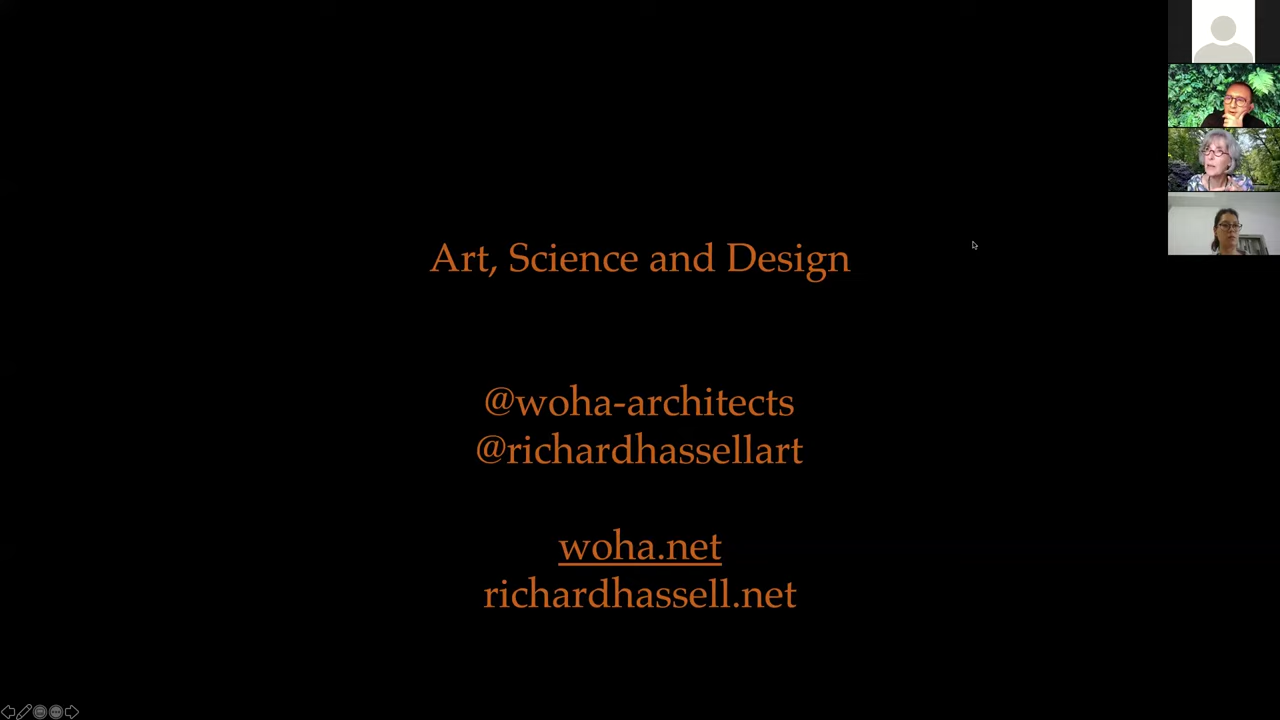 Art, Science and Design
@woha-architects
@richardhassellart
woha.net
richardhassell.net